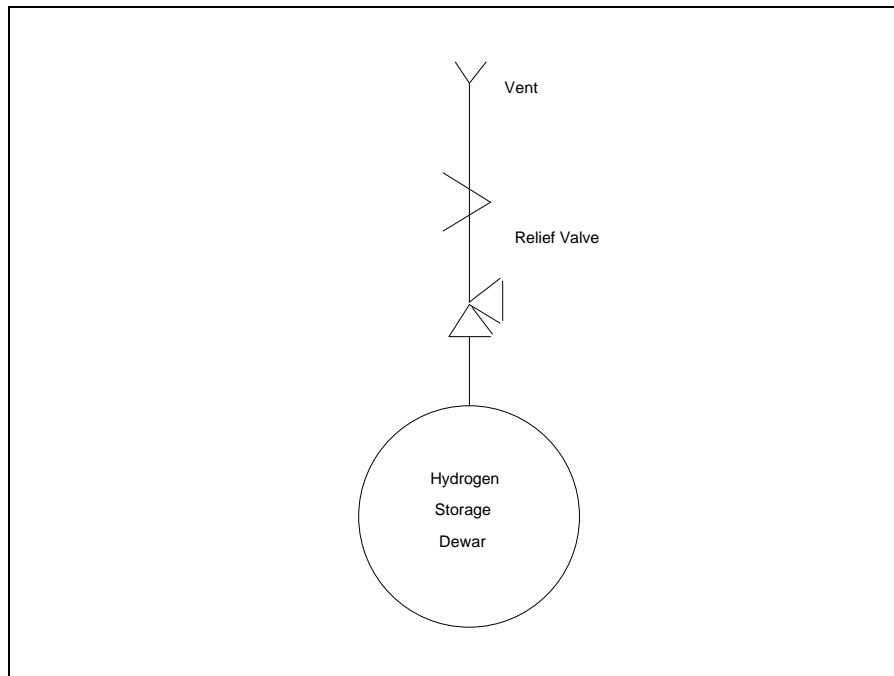 Vent
Relief Valve
Hydrogen
Storage
Dewar